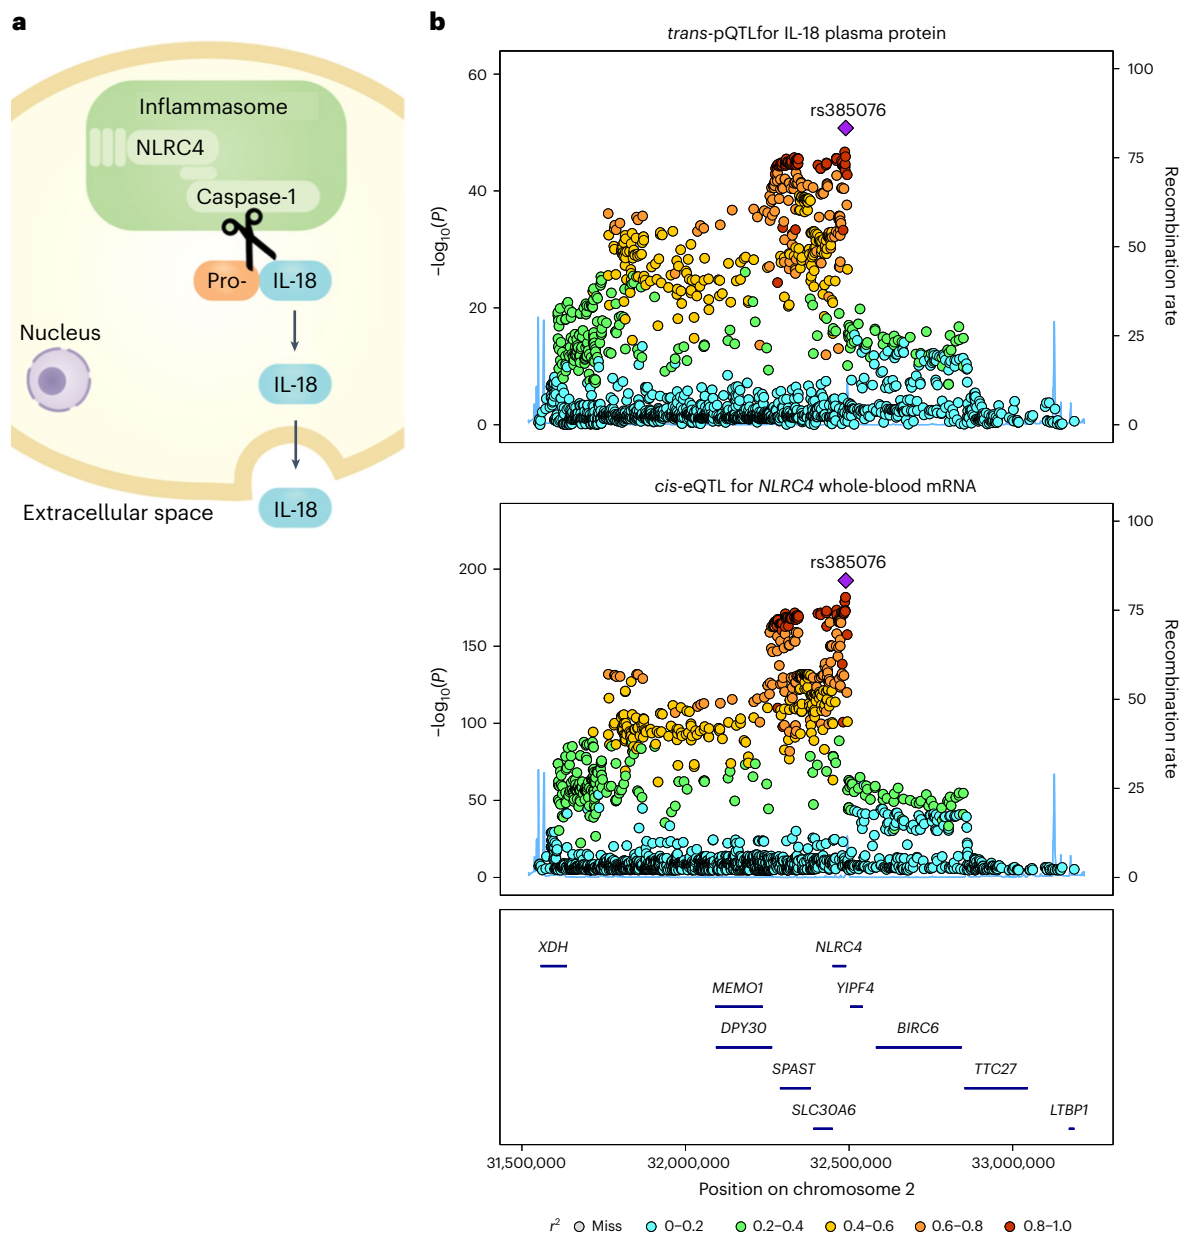 a
Inflammasome
NLRC4
Caspase-1
Pro-
IL-18
Nucleus
IL-18
Extracellular space
IL-18
b
trans-pQTLfor IL-18 plasma protein
60
40
20
0
−log10(P)
rs385076
100
75
50
25
0
Recombination rate
cis-eQTL for NLRC4 whole-blood mRNA
200
150
100
50
0
−log10(P)
rs385076
100
75
50
25
0
Recombination rate
XDH
NLRC4
MEMO1
YIPF4
DPY30
BIRC6
SPAST
TTC27
SLC30A6
LTBP1
31,500,000
32,000,000
32,500,000
33,000,000
Position on chromosome 2
r2 Miss 0–0.2 0.2–0.4 0.4–0.6 0.6–0.8 0.8–1.0